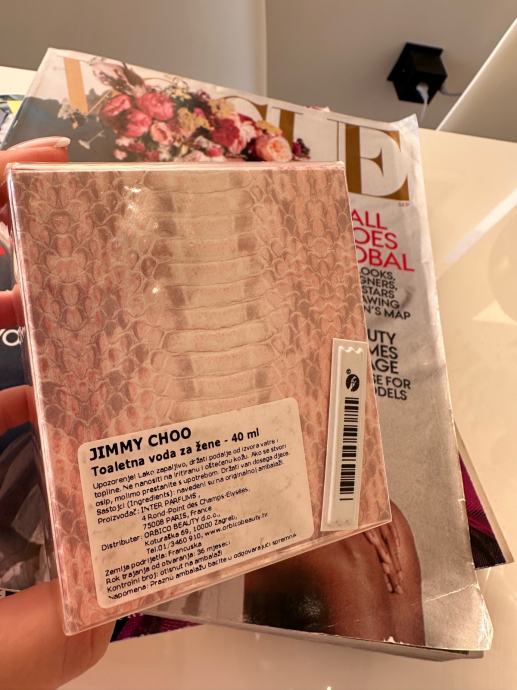 VOGUE
SEP
ALL
OES
OBAL
OOKS,
GNERS,
STARS
AWING
N'S MAP
UTY
MES
AGE
SE FOR
ODELS
JIMMY CHOO
Toaletna voda za žene - 40 ml
Upozorenje! Lako zapaljivo, držati podalje od izvora vatre i
topline. Ne nanositi na iritiranu i oštećenu kožu. Ako se stvori
osip, molimo prestanite s upotrebom. Držati van dosega djece.
Sastojci (Ingredients): navedeni su na originalnoj ambalaži.
Proizvođač: INTER PARFUMS
4 Rond-Point des Champs-Elysées,
75008 PARIS, France
Distributer: ORBICO BEAUTY d.o.o.,
Koturaška 69, 10000 Zagreb,
Tel.01/3460 910, www.orbicobeauty.hr
Zemlja podrijetla: Francuska
Rok trajanja od otvaranja: 36 mjeseci
Kontrolni broj: otisnut na ambalaži
Napomena: Praznu ambalažu bacite u odgovarajući spremnik